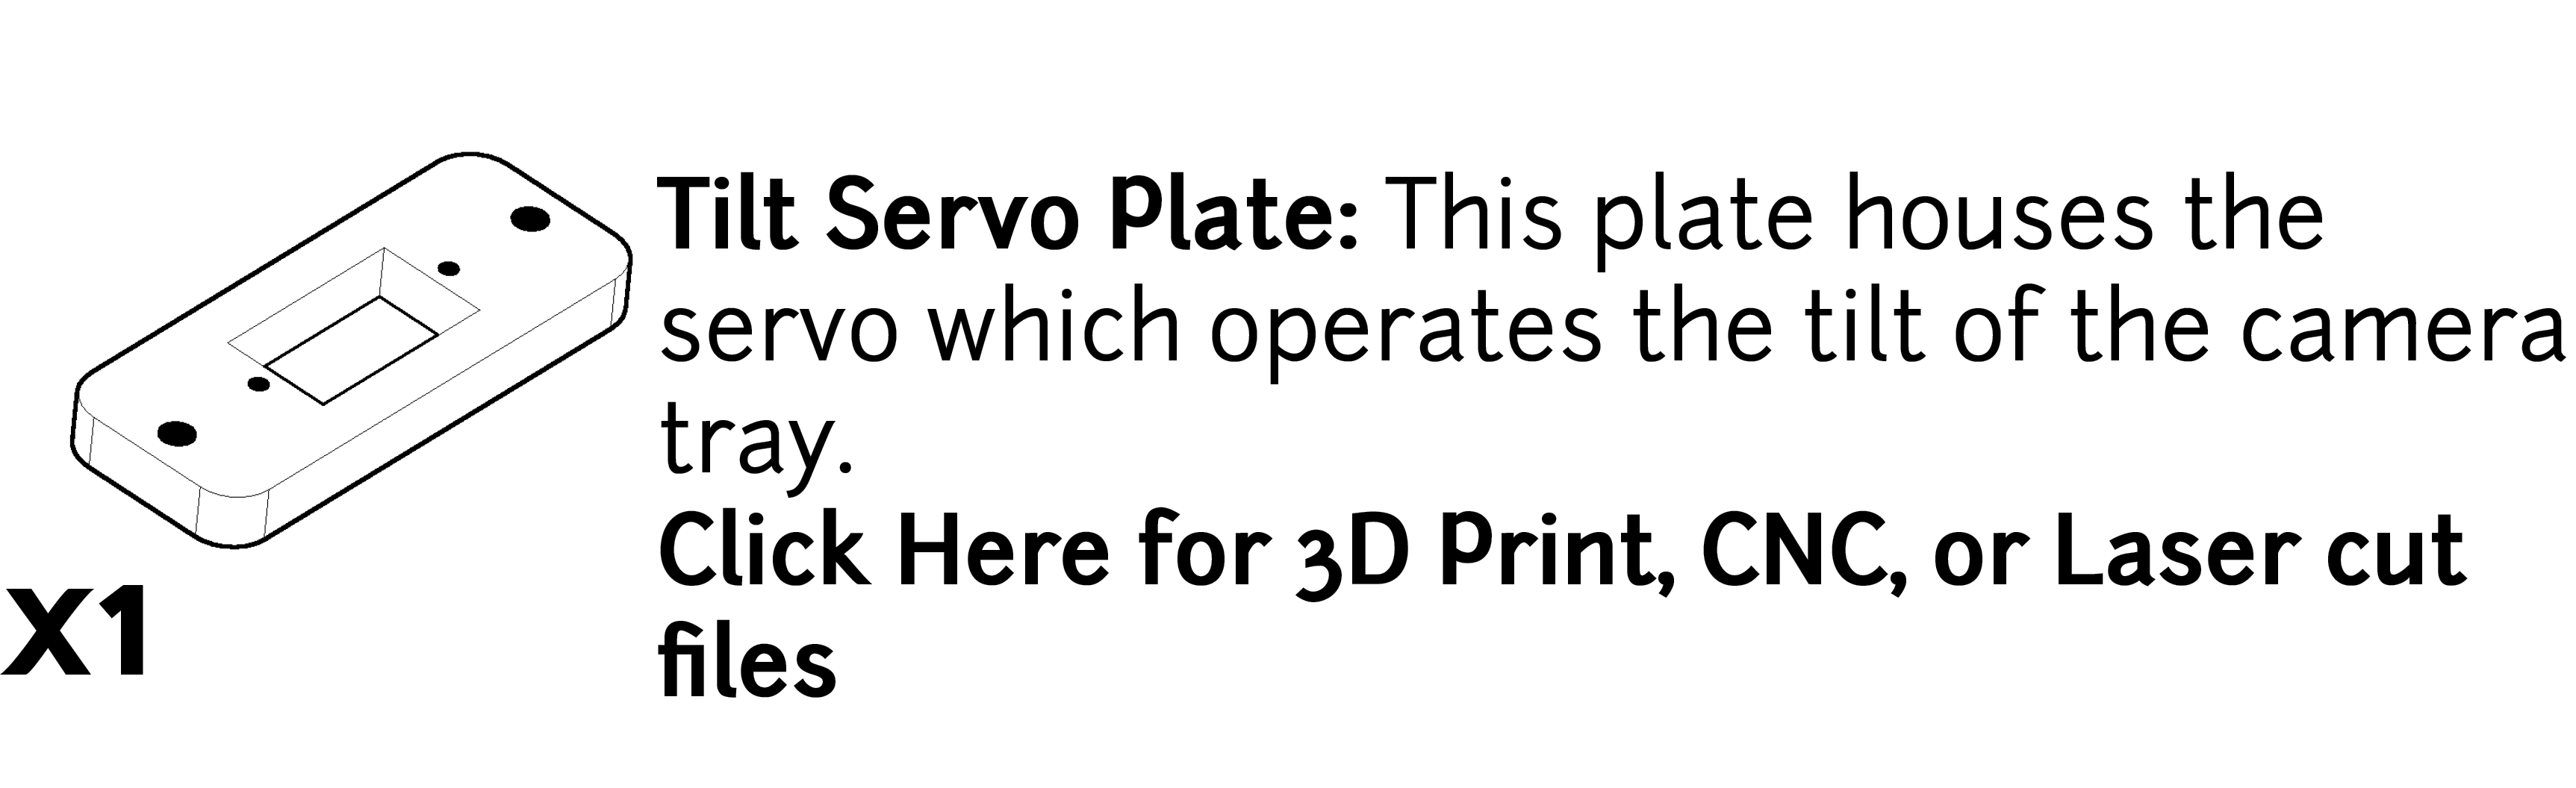 Tilt Servo Plate: This plate houses the
servo which operates the tilt of the camera
tray.
Click Here for 3D Print, CNC, or Laser cut
files
X1